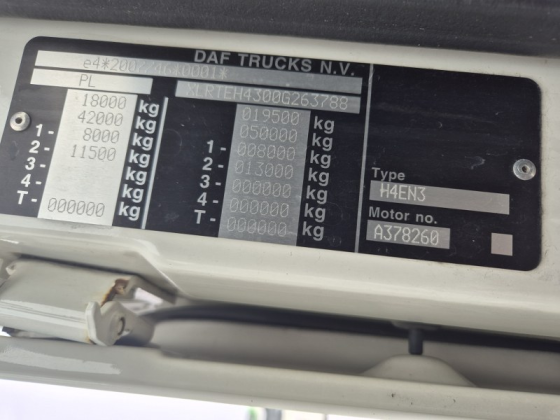 DAF TRUCKS N.V.
PL
18000 kg
42000 kg
1 - 8000 kg
2 - 11500 kg
3 - kg
4 - kg
T - 000000 kg
019500 kg
050000 kg
1 - 008000 kg
2 - 013000 kg
3 - 000000 kg
4 - 000000 kg
T - 000000 kg
Type
H4EN3
Motor no.
A378260